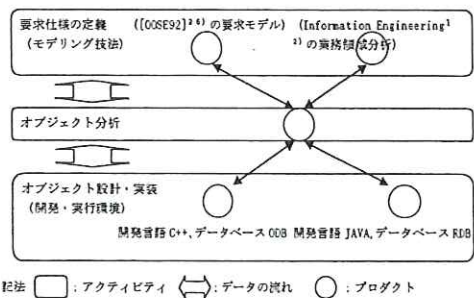 要求仕様の定義　([OOSE92]²⁶⁾の要求モデル)　(Information Engineering¹
(モデリング技法)　²⁾の業務領域分析)
オブジェクト分析
オブジェクト設計・実装
(開発・実行環境)
開発言語 C++、データベース ODB 開発言語 JAVA,データベース RDB
記法 ：アクティビティ ：データの流れ ：プロダクト